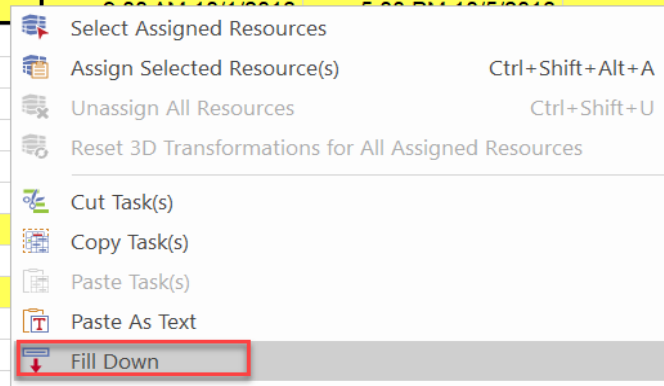 Select Assigned Resources
Assign Selected Resource(s) Ctrl+Shift+Alt+A
Unassign All Resources Ctrl+Shift+U
Reset 3D Transformations for All Assigned Resources
Cut Task(s)
Copy Task(s)
Paste Task(s)
Paste As Text
Fill Down